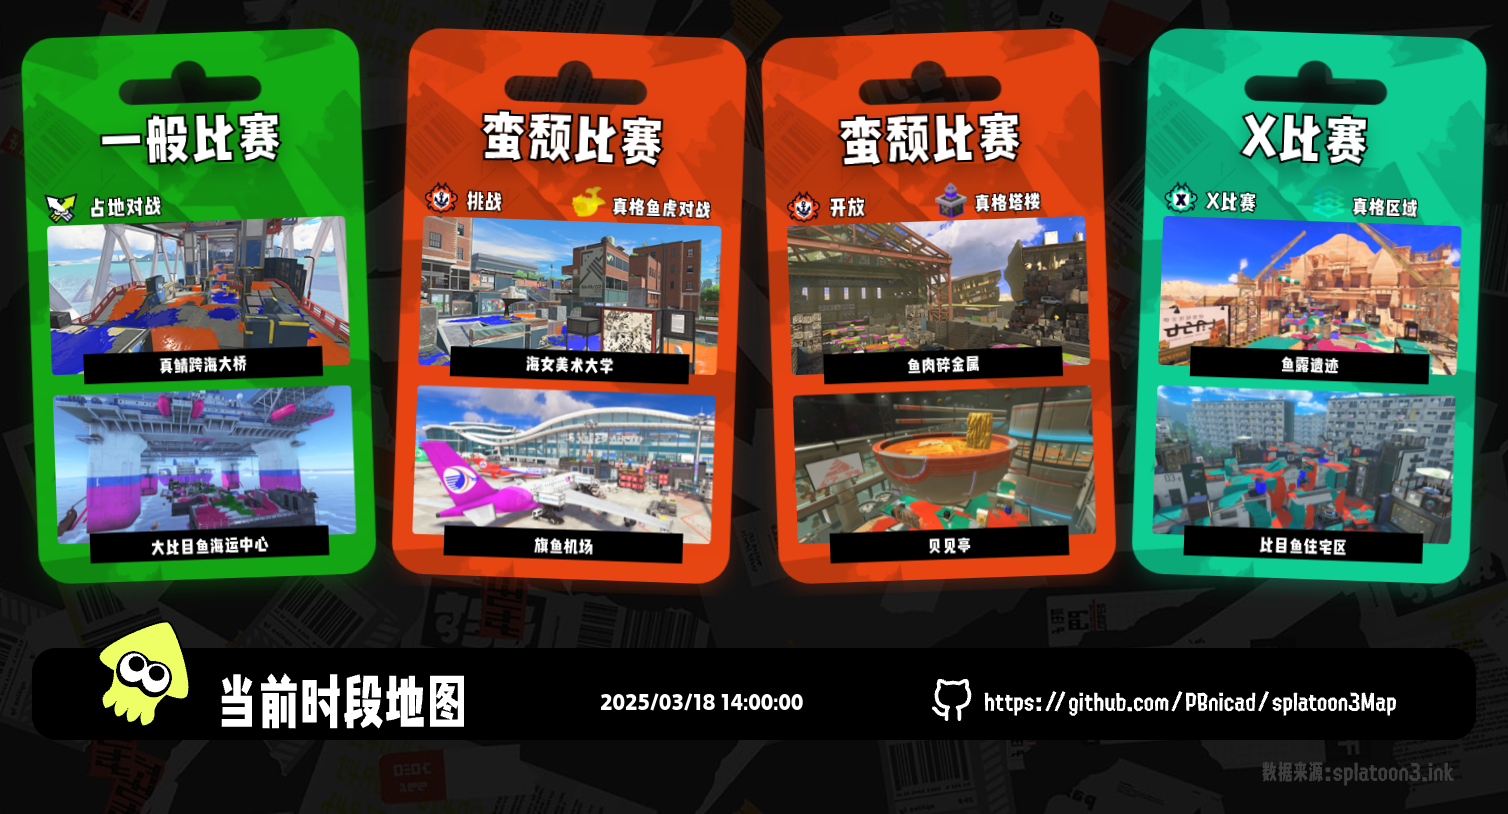 一般比赛
占地对战
真鲷跨海大桥
大比目鱼海运中心
蛮颓比赛
挑战
真格鱼虎对战
海女美术大学
旗鱼机场
蛮颓比赛
开放
真格塔楼
鱼肉碎金属
贝贝亭
X比赛
X比赛
真格区域
鱼露遗迹
比目鱼住宅区
当前时段地图
2025/03/18 14:00:00
https://github.com/PBnicad/splatoon3Map
数据来源:splatoon3.ink